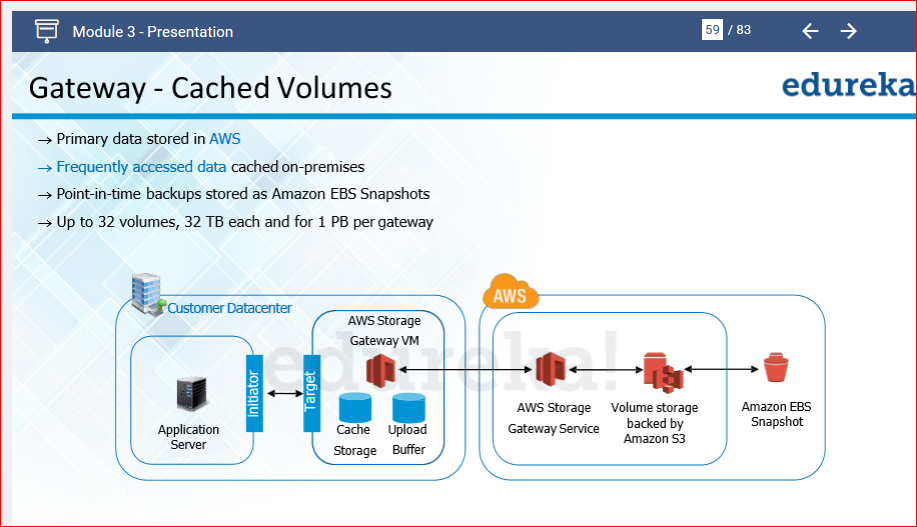 Module 3 - Presentation
59 / 83
Gateway - Cached Volumes
edureka
→ Primary data stored in AWS
→ Frequently accessed data cached on-premises
→ Point-in-time backups stored as Amazon EBS Snapshots
→ Up to 32 volumes, 32 TB each and for 1 PB per gateway
Customer Datacenter
AWS
AWS Storage
Gateway VM
edureka!
Initiator
Target
Application
Server
Cache
Storage
Upload
Buffer
AWS Storage
Gateway Service
Volume storage
backed by
Amazon S3
Amazon EBS
Snapshot